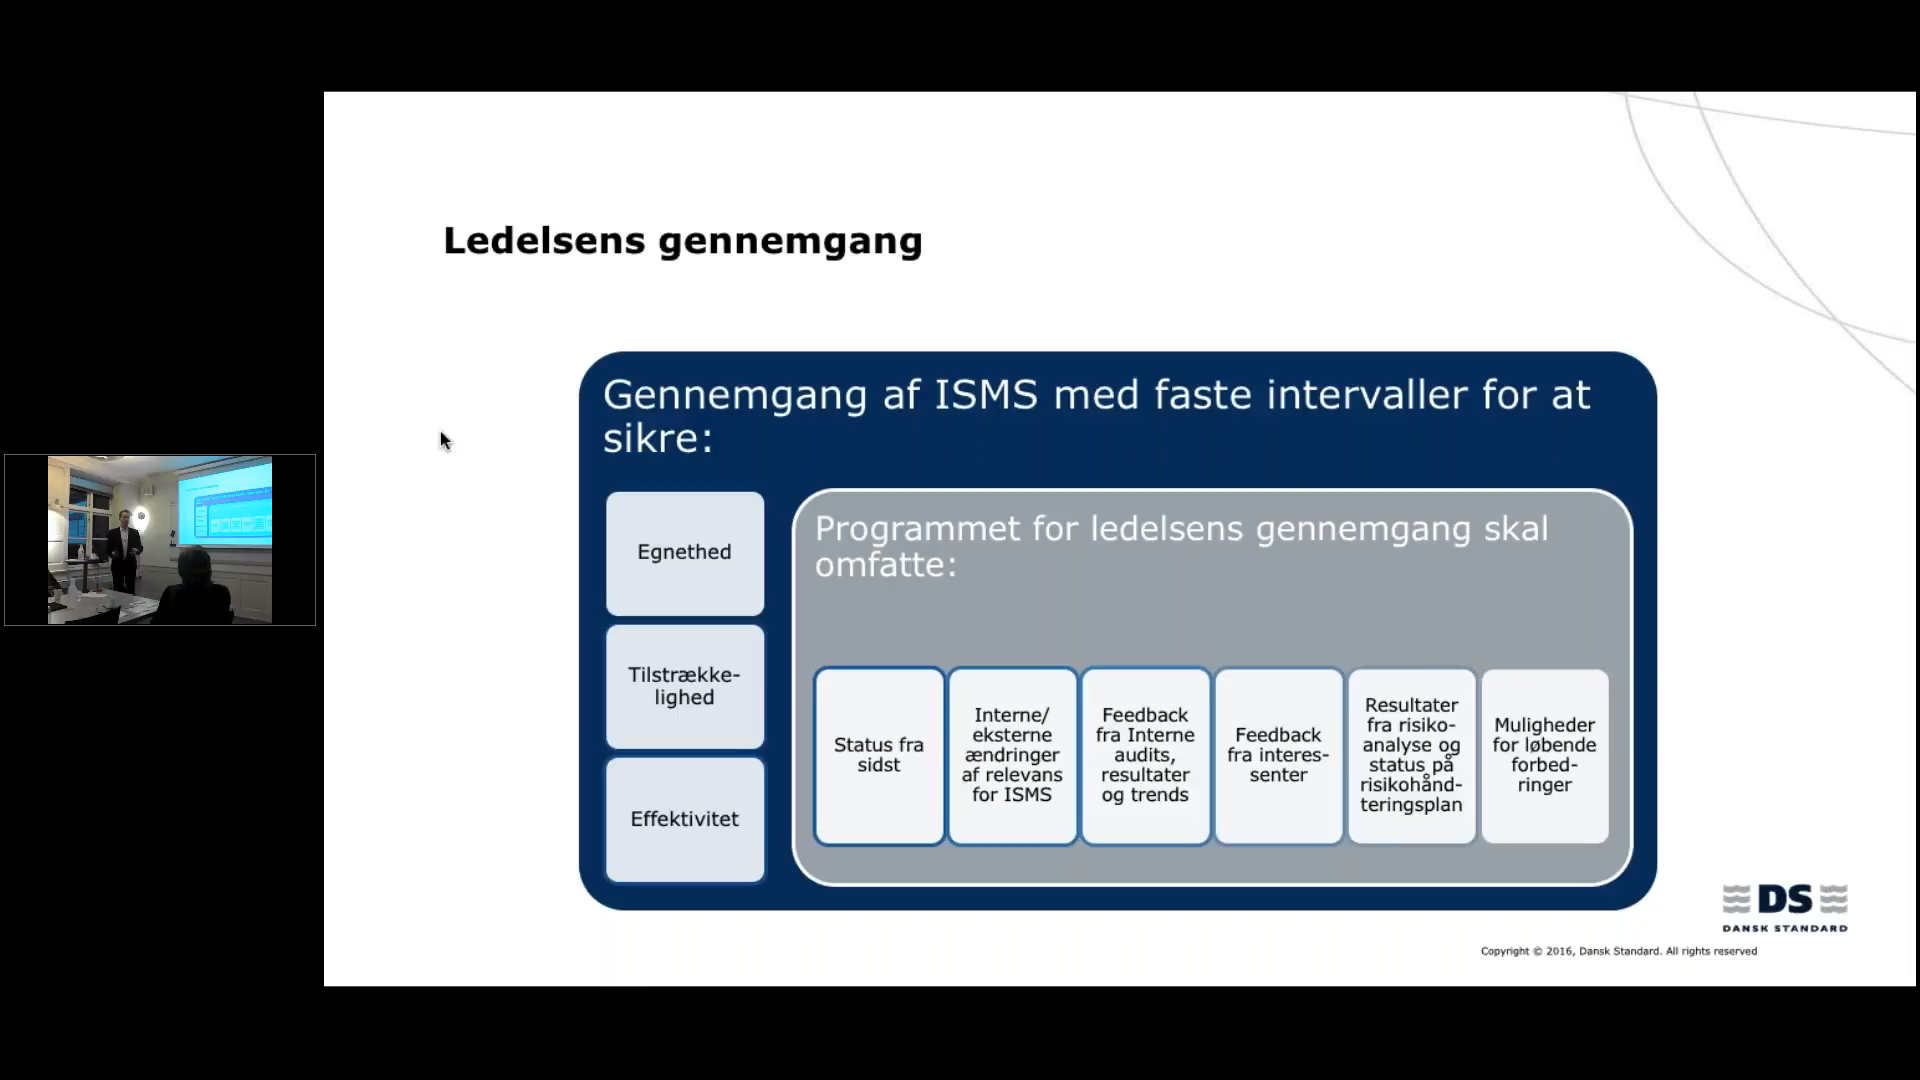 Ledelsens gennemgang
Gennemgang af ISMS med faste intervaller for at
sikre:
Egnethed
Tilstrække-
lighed
Effektivitet
Programmet for ledelsens gennemgang skal
omfatte:
Status fra
sidst
Interne/
eksterne
ændringer
af relevans
for ISMS
Feedback
fra Interne
audits,
resultater
og trends
Feedback
fra interes-
senter
Resultater
fra risiko-
analyse og
status på
risikohånd-
teringsplan
Muligheder
for løbende
forbed-
ringer
DS
DANSK STANDARD
Copyright © 2016, Dansk Standard. All rights reserved